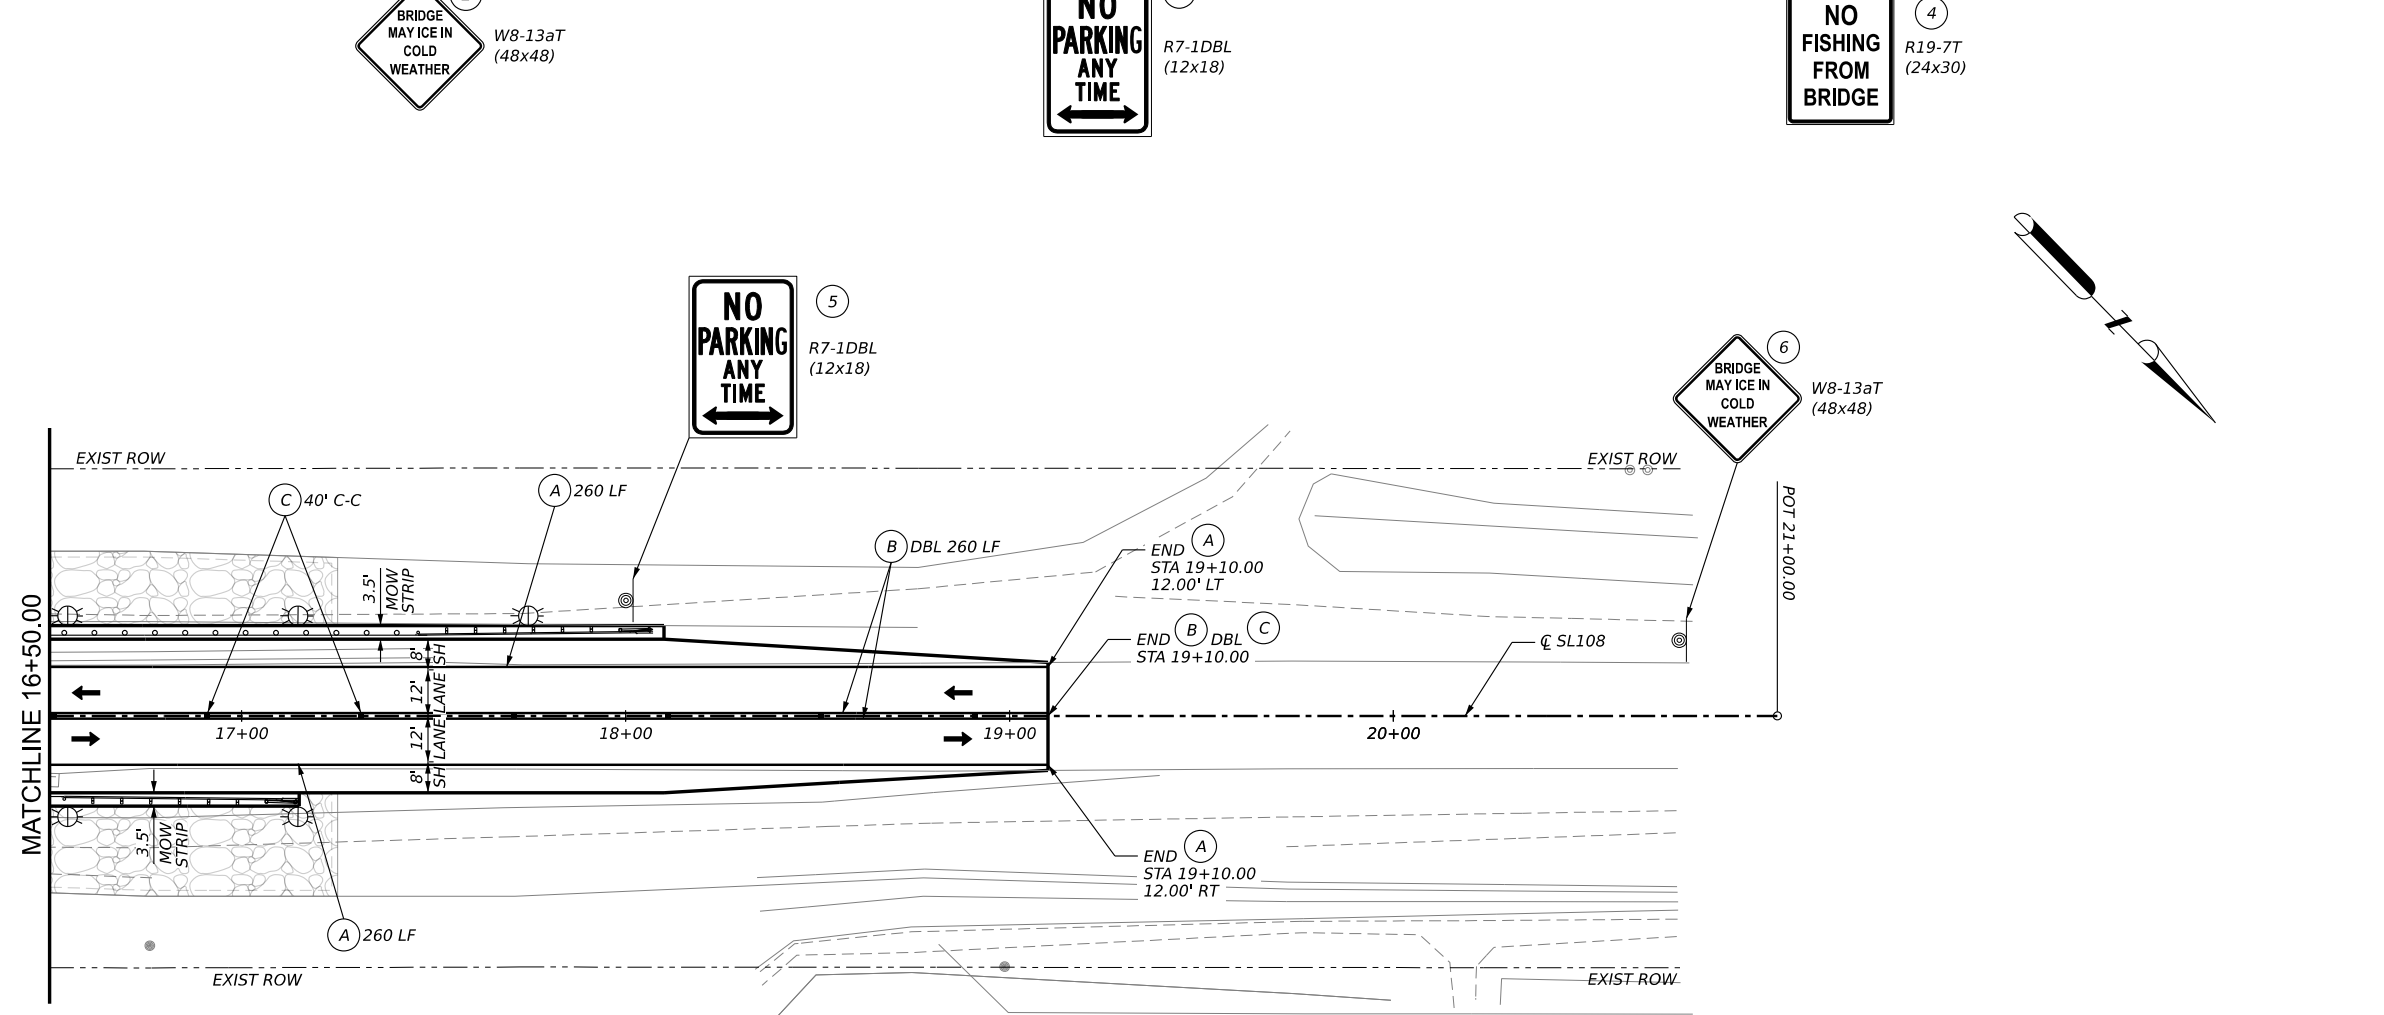 BRIDGE
MAY ICE IN
COLD
WEATHER
W8-13aT
(48x48)
NO
PARKING
ANY
TIME
R7-1DBL
(12x18)
NO
FISHING
FROM
BRIDGE
4
R19-7T
(24x30)
NO
PARKING
ANY
TIME
5
R7-1DBL
(12x18)
BRIDGE
MAY ICE IN
COLD
WEATHER
6
W8-13aT
(48x48)
EXIST ROW
EXIST ROW
C 40' C-C
A 260 LF
B DBL 260 LF
END A
STA 19+10.00
12.00' LT
END B DBL C
STA 19+10.00
℄ SL108
POT 21+00.00
3.5'
MOW
STRIP
8' SH
12' LANE
12' LANE
8' SH
17+00
18+00
19+00
20+00
MATCHLINE 16+50.00
3.5'
MOW
STRIP
END A
STA 19+10.00
12.00' RT
A 260 LF
EXIST ROW
EXIST ROW